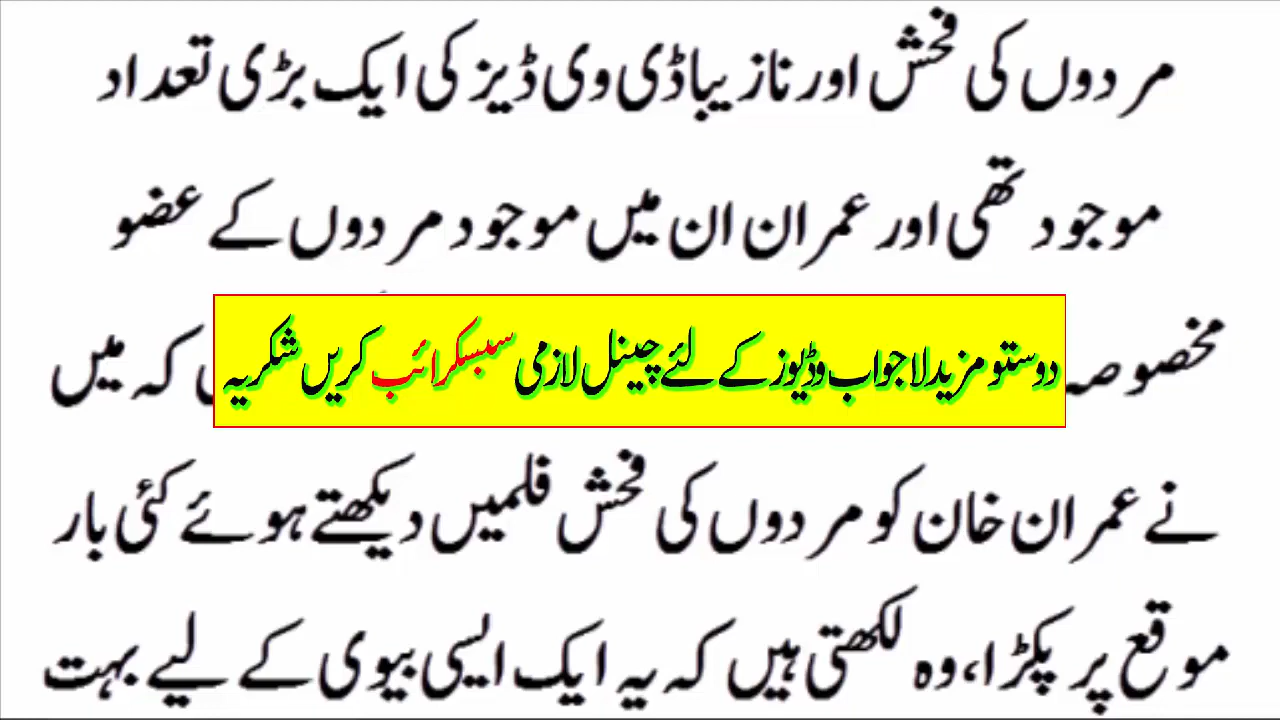 مردوں کی فحش اور نازیبا ڈی وی ڈیز کی ایک بڑی تعداد
موجود تھی اور عمران ان میں موجود مردوں کے عضو
مخصوصہ کہ میں
دوستو مزید لاجواب وڈیوز کے لئے چینل لازمی سبسکرائب کریں شکریہ
نے عمران خان کو مردوں کی فحش فلمیں دیکھتے ہوئے کئی بار
موقع پر پکڑا، وہ لکھتی ہیں کہ یہ ایک ایسی بیوی کے لیے بہت